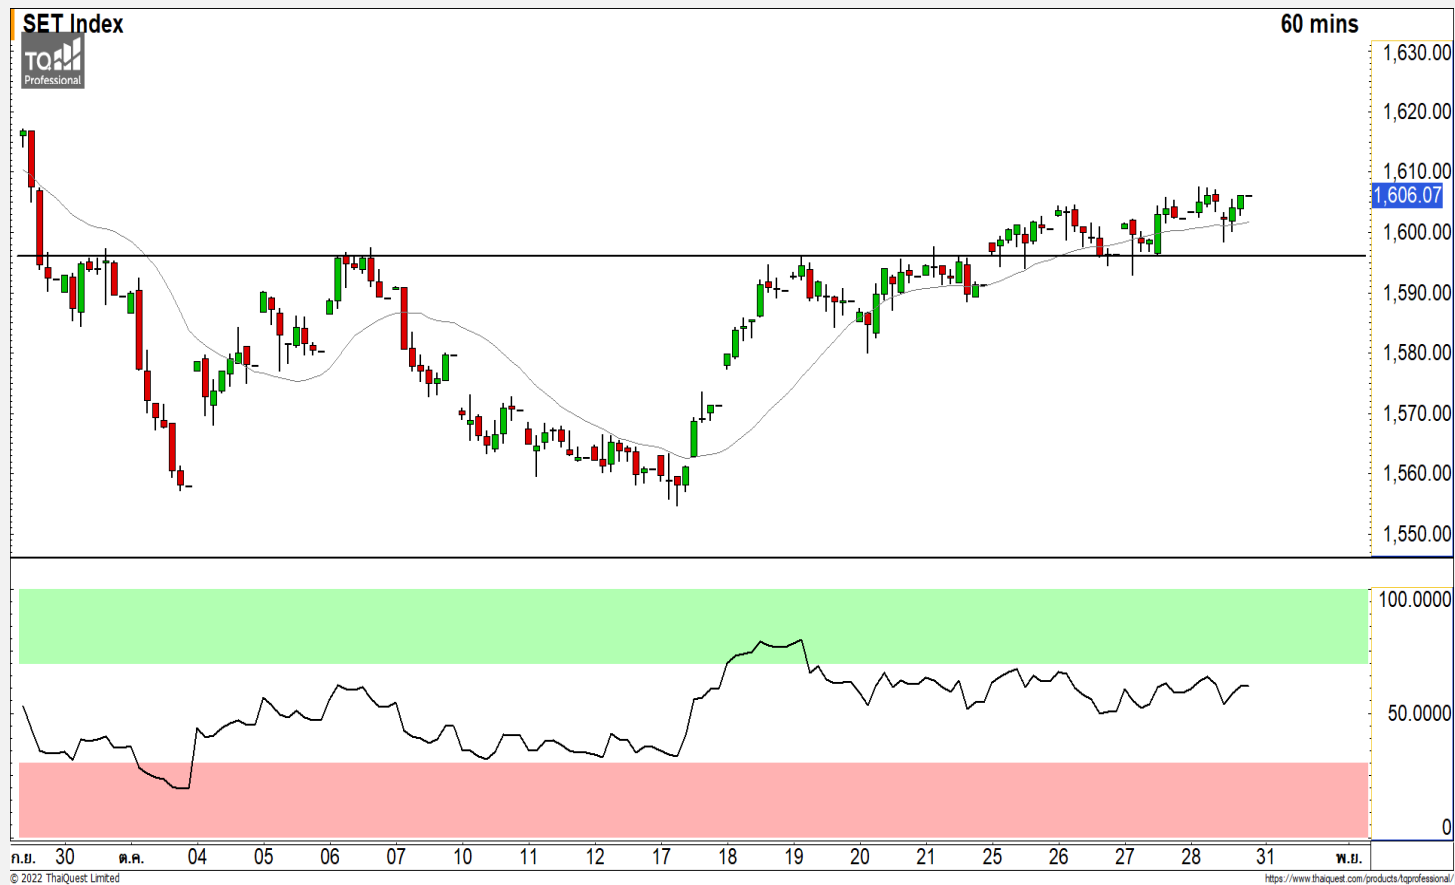 SET Index
60 mins
TQ
Professional
1,630.00
1,620.00
1,610.00
1,606.07
1,600.00
1,590.00
1,580.00
1,570.00
1,560.00
1,550.00
100.0000
50.0000
0
ก.ย. 30 ต.ค. 04 05 06 07 10 11 12 17 18 19 20 21 25 26 27 28 31 พ.ย.
© 2022 ThaiQuest Limited
https://www.thaiquest.com/products/tqprofessional/